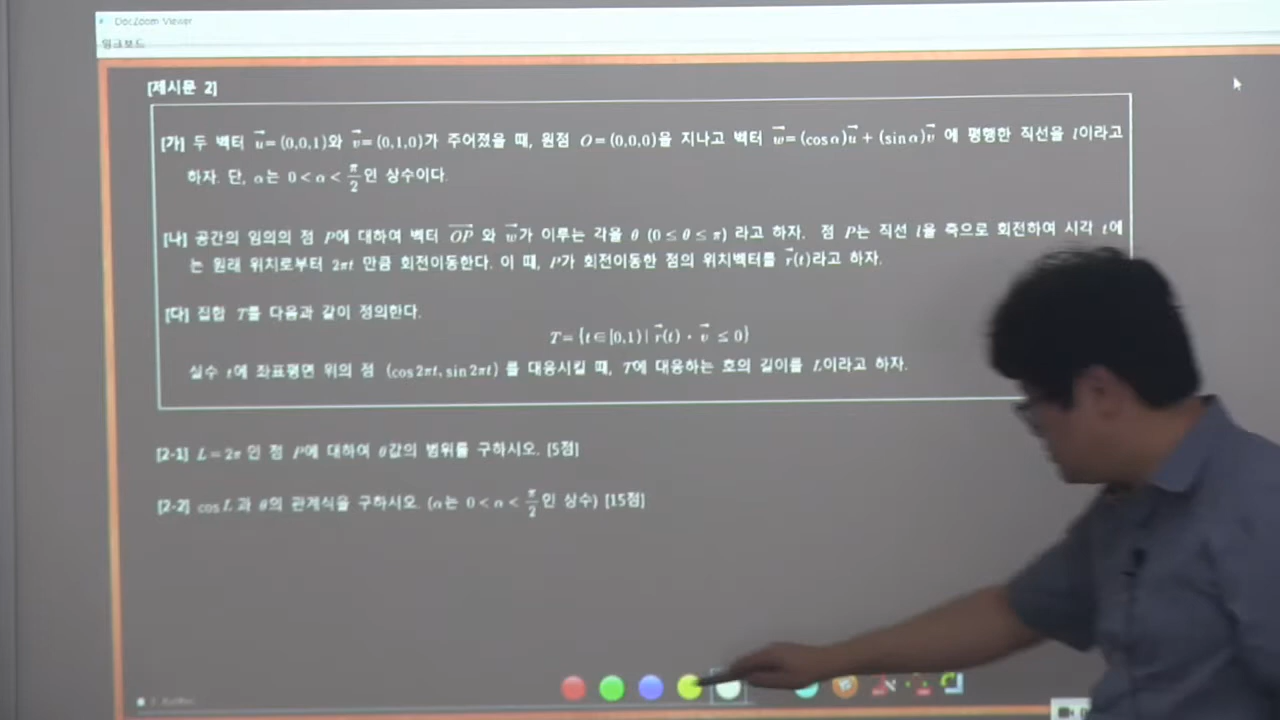 DocZoom Viewer
잉크보드
[제시문 2]
[가] 두 벡터 u⃗=(0,0,1)와 v⃗=(0,1,0)가 주어졌을 때, 원점 O=(0,0,0)을 지나고 벡터 w⃗=(cosα)u⃗+(sinα)v⃗ 에 평행한 직선을 l이라고
하자. 단, α는 0<α<π/2인 상수이다.
[나] 공간의 임의의 점 P에 대하여 벡터 OP⃗ 와 w⃗가 이루는 각을 θ (0≤θ≤π) 라고 하자. 점 P는 직선 l을 축으로 회전하여 시각 t에
는 원래 위치로부터 2πt 만큼 회전이동한다. 이 때, P가 회전이동한 점의 위치벡터를 r⃗(t)라고 하자.
[다] 집합 T를 다음과 같이 정의한다.
T={t∈[0,1)| r⃗(t)· v⃗ ≤0}
실수 t에 좌표평면 위의 점 (cos2πt, sin2πt) 를 대응시킬 때, T에 대응하는 호의 길이를 L이라고 하자.
[2-1] L=2π 인 점 P에 대하여 θ값의 범위를 구하시오. [5점]
[2-2] cosL과 θ의 관계식을 구하시오. (α는 0<α<π/2인 상수) [15점]